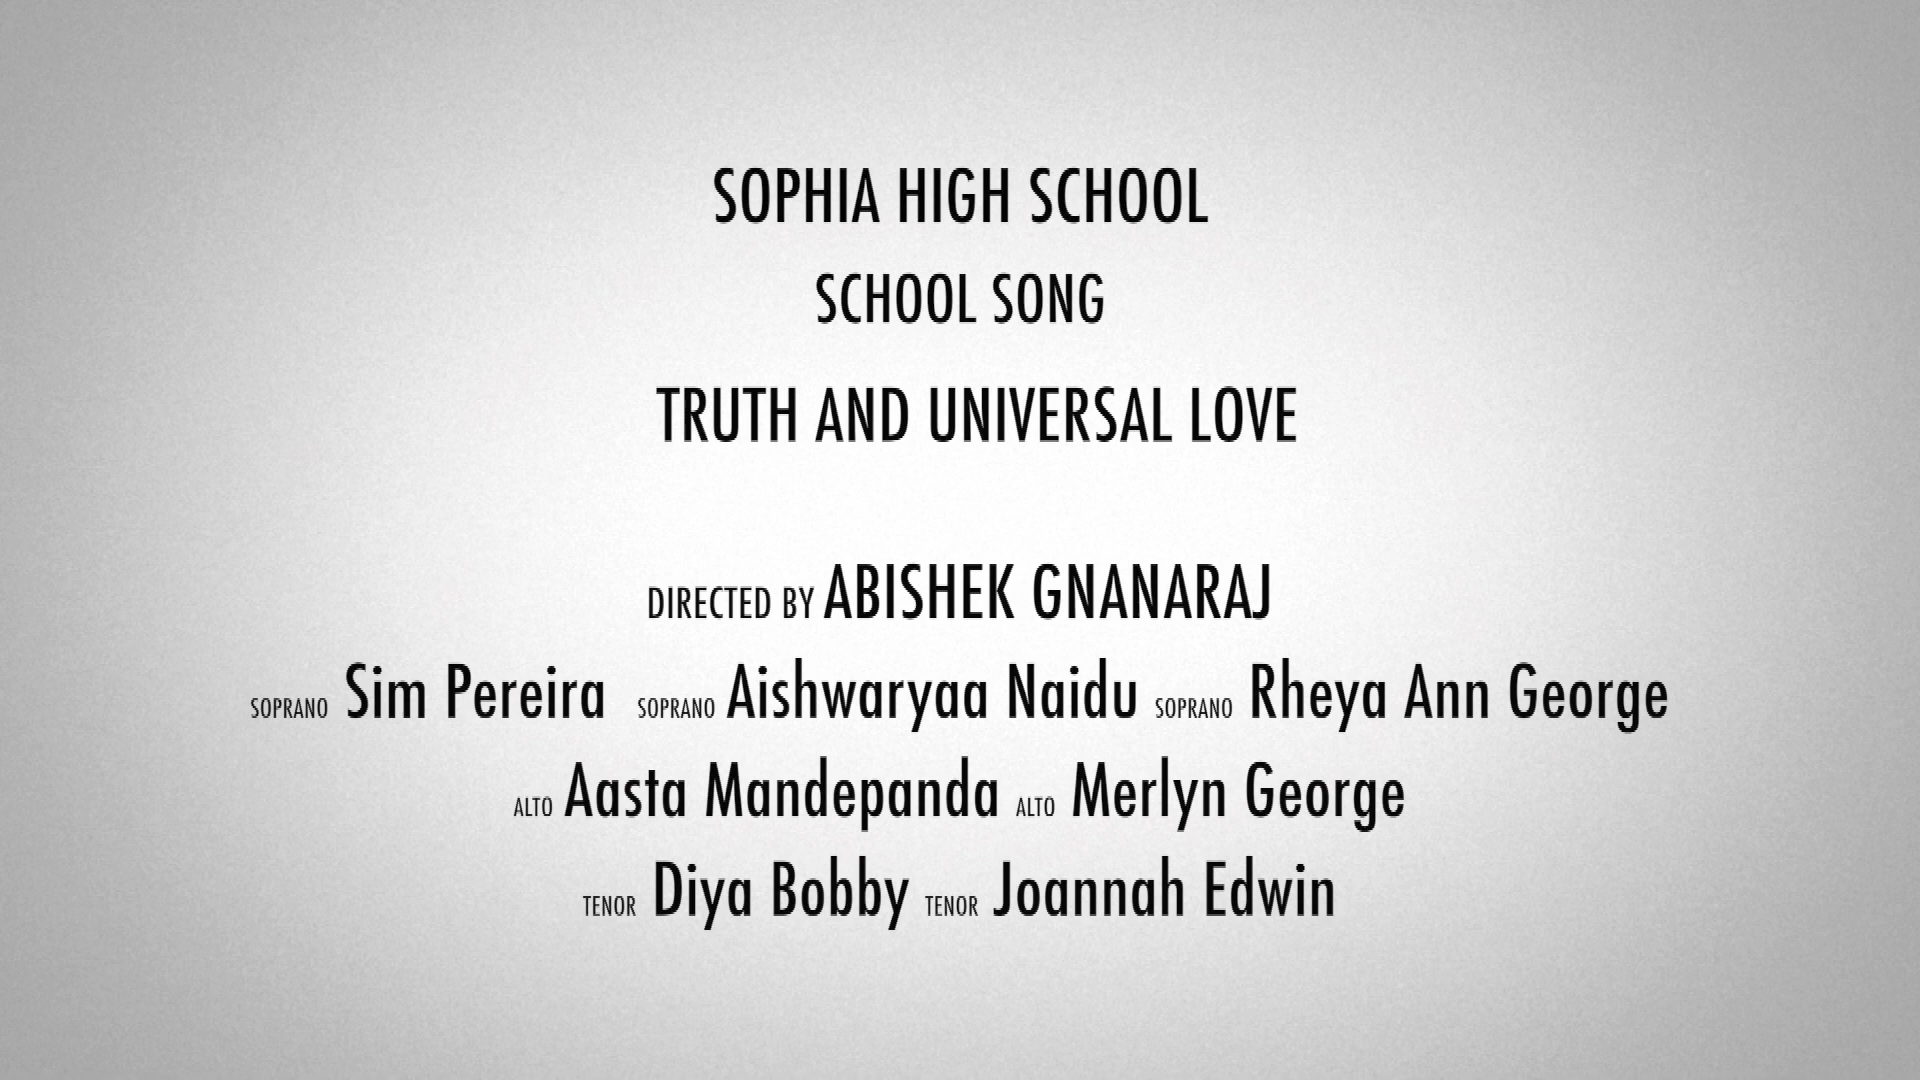 SOPHIA HIGH SCHOOL
SCHOOL SONG
TRUTH AND UNIVERSAL LOVE
DIRECTED BY ABISHEK GNANARAJ
SOPRANO Sim Pereira SOPRANO Aishwaryaa Naidu SOPRANO Rheya Ann George
ALTO Aasta Mandepanda ALTO Merlyn George
TENOR Diya Bobby TENOR Joannah Edwin